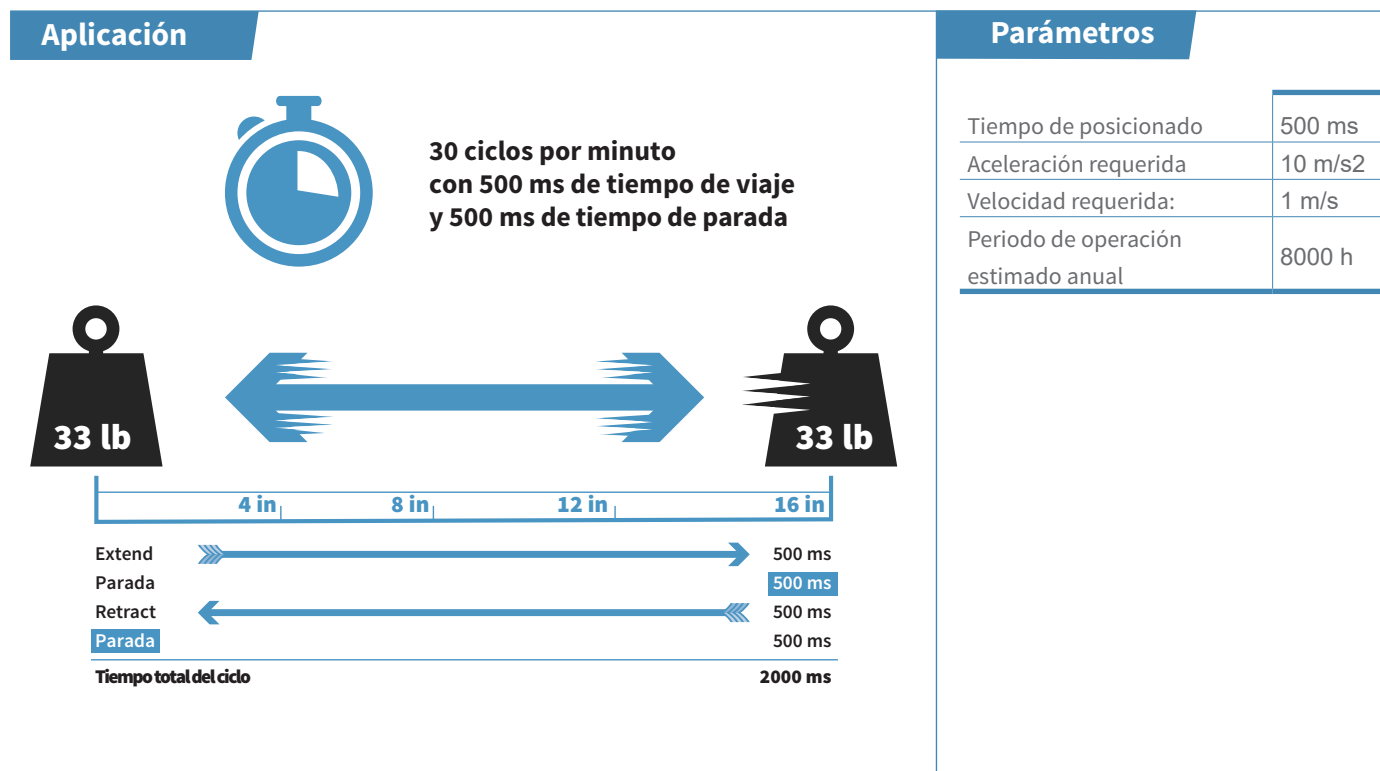 Aplicación
30 ciclos por minuto
con 500 ms de tiempo de viaje
y 500 ms de tiempo de parada
33 lb
33 lb
4 in 8 in 12 in 16 in
Extend 500 ms
Parada 500 ms
Retract 500 ms
Parada 500 ms
Tiempo total del ciclo 2000 ms
Parámetros
Tiempo de posicionado 500 ms
Aceleración requerida 10 m/s2
Velocidad requerida: 1 m/s
Periodo de operación
estimado anual 8000 h